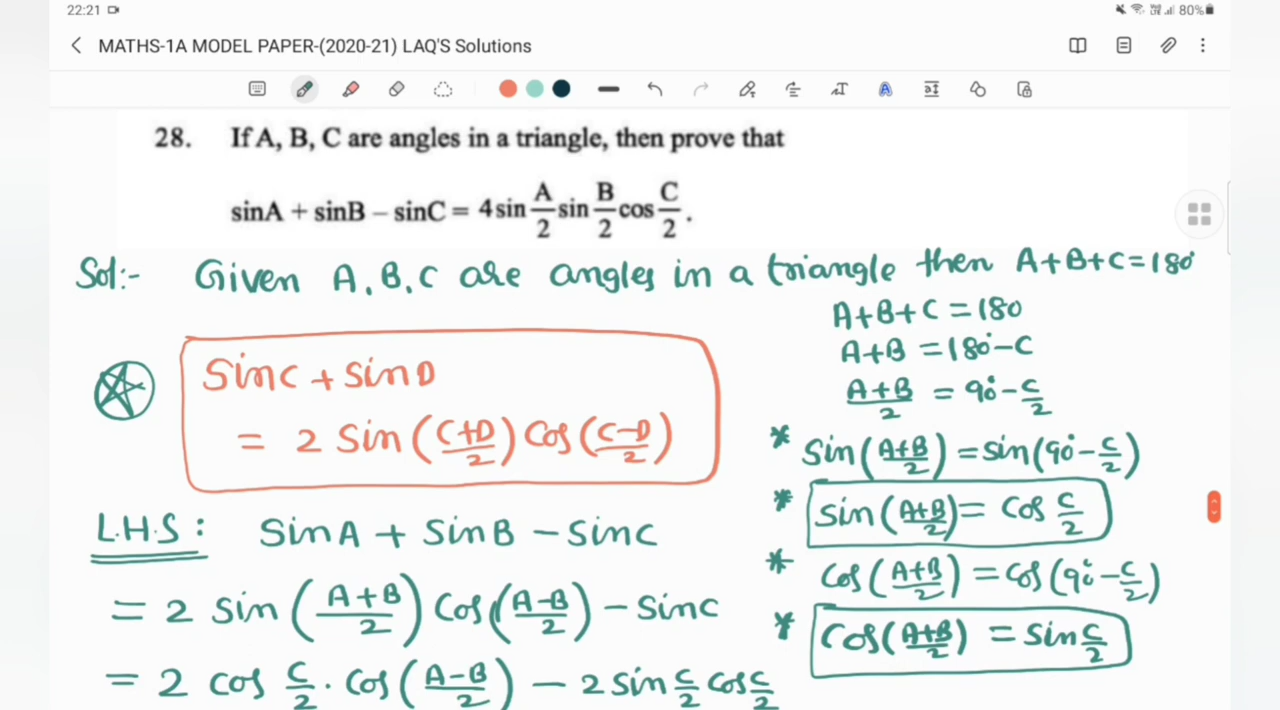 22:21 80%
MATHS-1A MODEL PAPER-(2020-21) LAQ'S Solutions
28. If A, B, C are angles in a triangle, then prove that
sinA + sinB – sinC = 4 sin A/2 sin B/2 cos C/2 .
Sol:- Given A, B, C are angles in a triangle then A+B+C=180°
A+B+C = 180
A+B = 180°-C
A+B/2 = 90°-C/2
Sinc + sinD
= 2 Sin(C+D/2) Cos(C-D/2)
* Sin(A+B/2) = sin(90°-C/2)
* sin(A+B/2) = Cos C/2
* Cos(A+B/2) = Cos(90°-C/2)
* Cos(A+B/2) = Sin C/2
L.H.S : SinA + SinB - Sinc
= 2 Sin(A+B/2) Cos(A-B/2) - Sinc
= 2 cos C/2 . Cos(A-B/2) - 2 sin C/2 Cos C/2